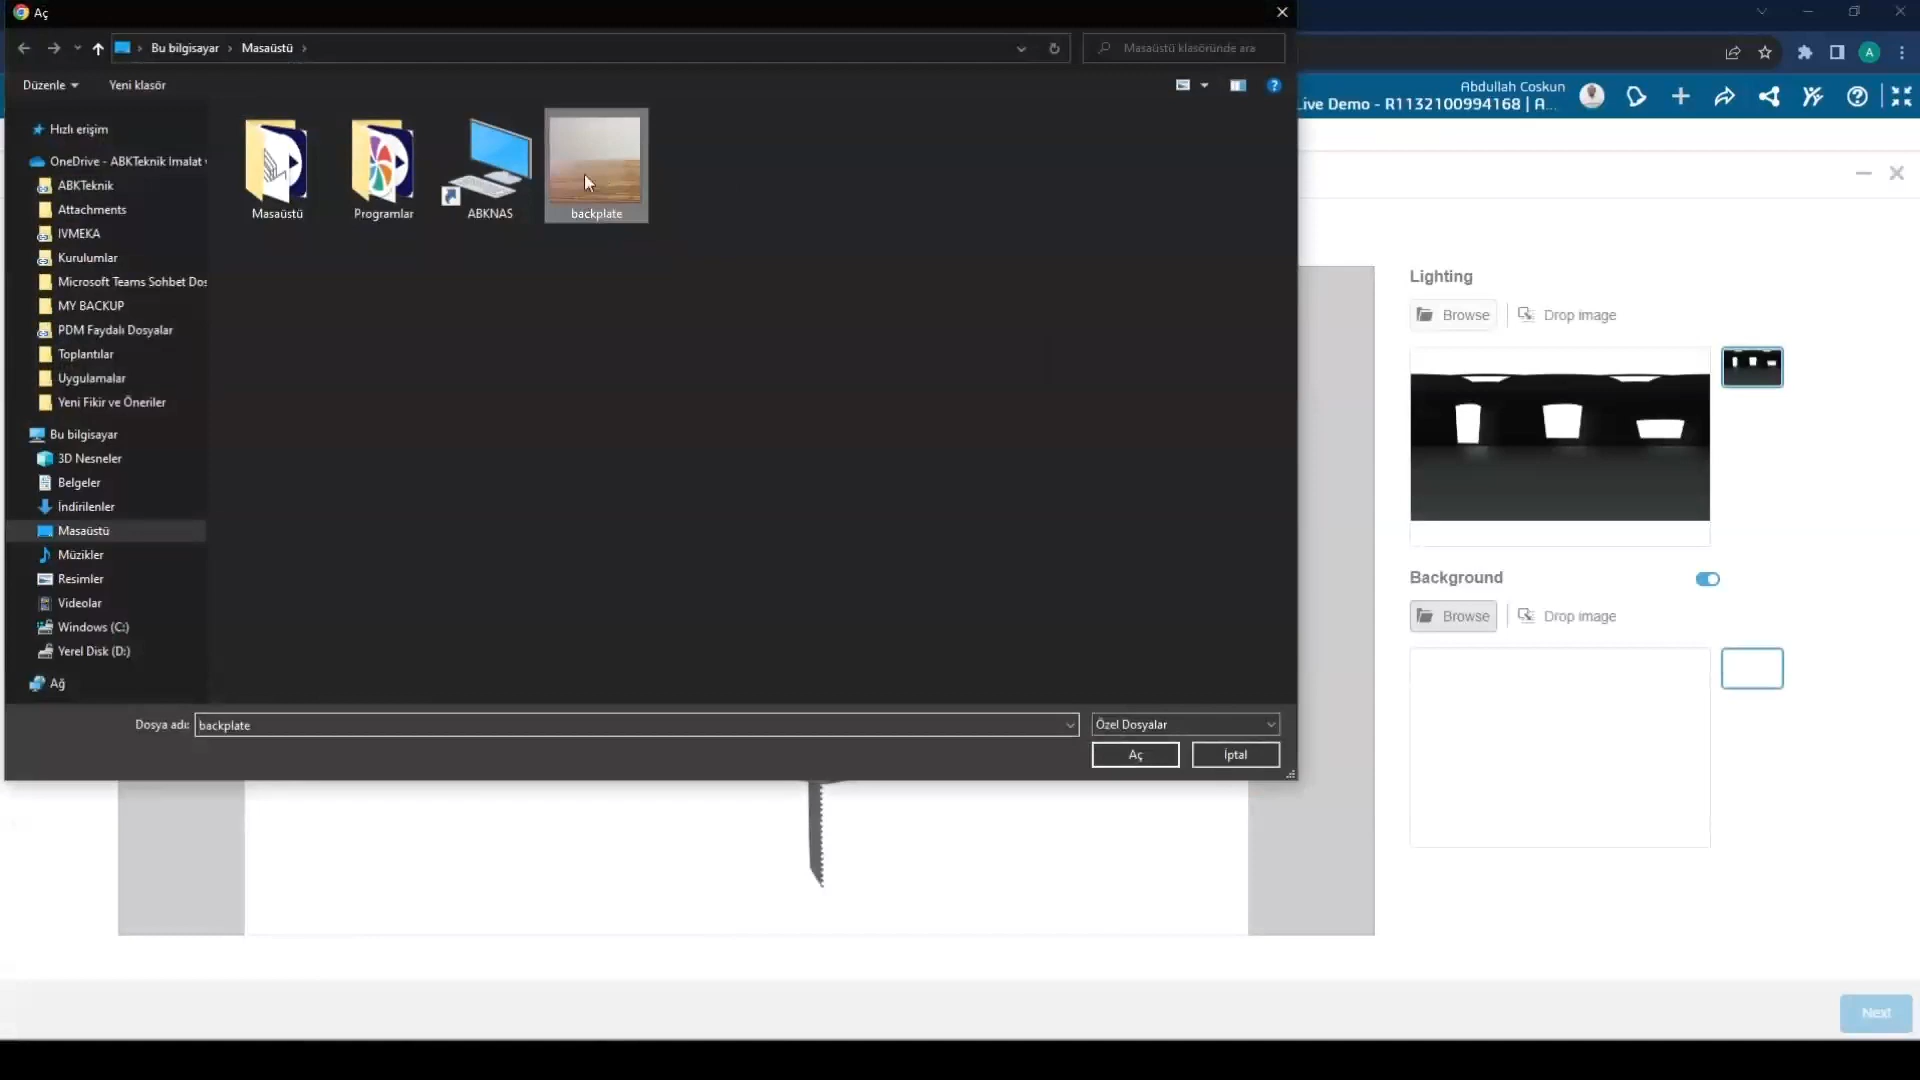 Aç
Bu bilgisayar
Masaüstü
Masaüstü klasöründe ara
Düzenle
Yeni klasör
Abdullah Coskun
ive Demo - R1132100994168 | A...
A
Hızlı erişim
OneDrive - ABKTeknik Imalat
ABKTeknik
Attachments
IVMEKA
Kurulumlar
Microsoft Teams Sohbet Dos
MY BACKUP
PDM Faydalı Dosyalar
Toplantılar
Uygulamalar
Yeni Fikir ve Öneriler
Bu bilgisayar
3D Nesneler
Belgeler
İndirilenler
Masaüstü
Müzikler
Resimler
Videolar
Windows (C:)
Yerel Disk (D:)
Ağ
Masaüstü
Programlar
ABKNAS
backplate
Dosya adı:
backplate
Özel Dosyalar
Aç
İptal
Lighting
Browse
Drop image
Background
Browse
Drop image
Next